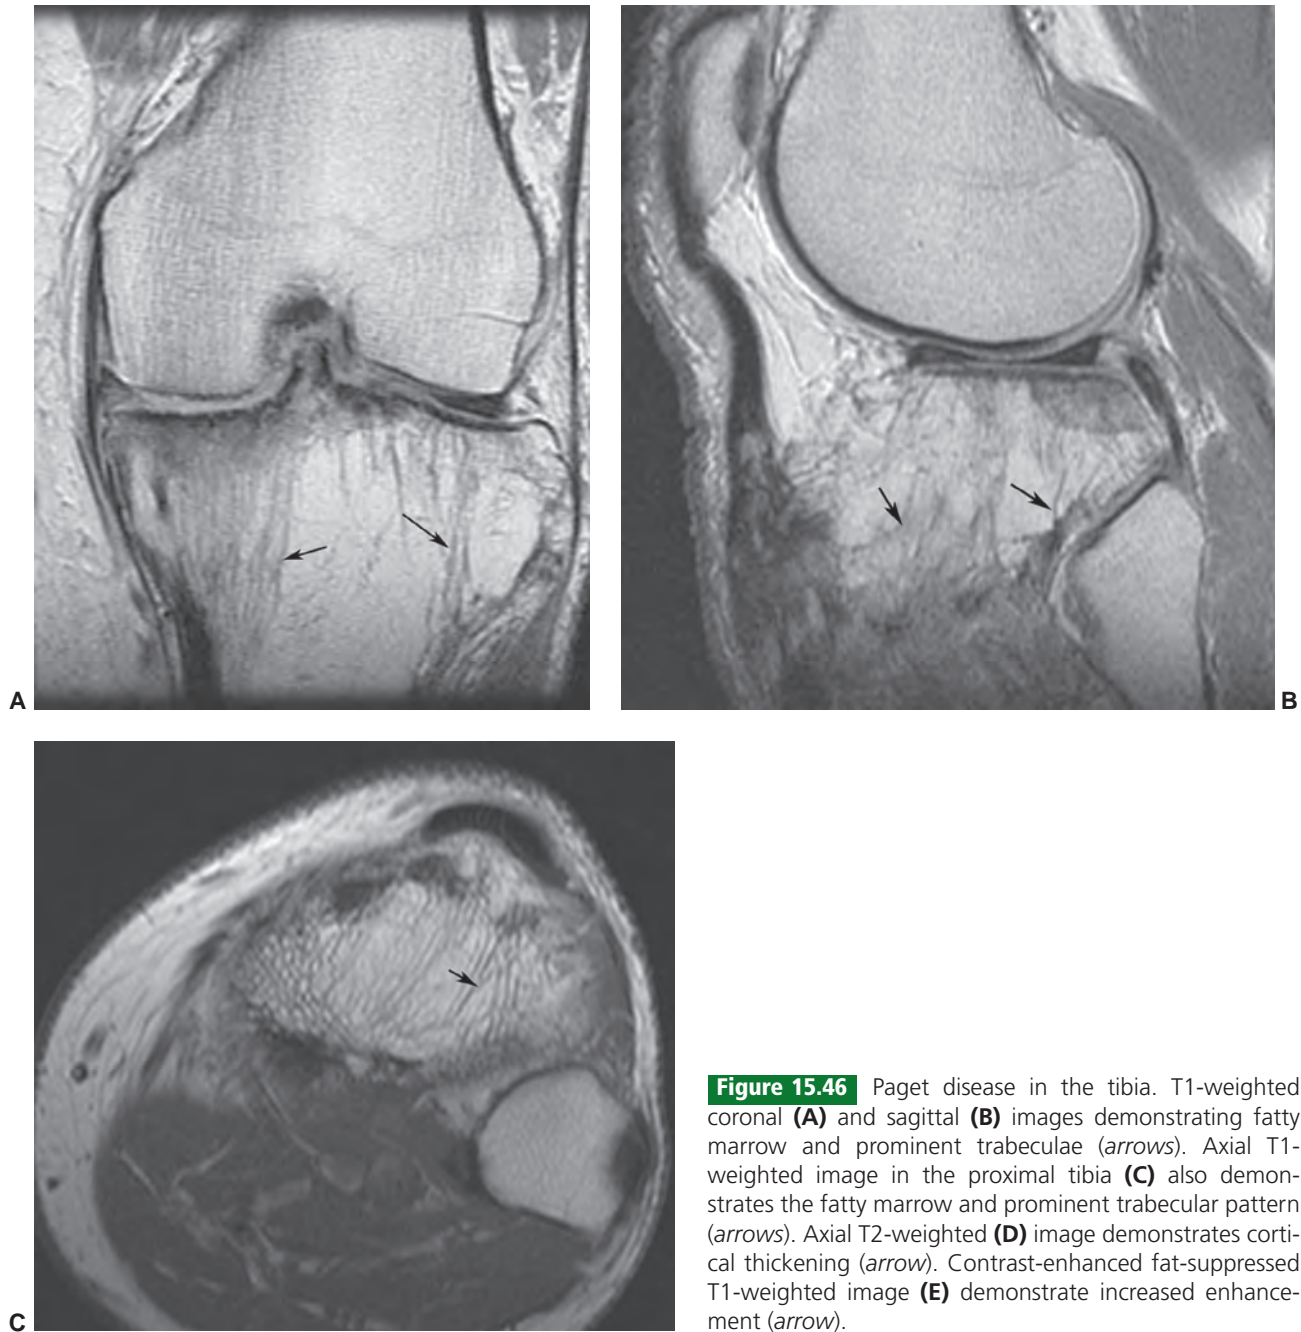 A
B
C
Figure 15.46 Paget disease in the tibia. T1-weighted
coronal (A) and sagittal (B) images demonstrating fatty
marrow and prominent trabeculae (arrows). Axial T1-
weighted image in the proximal tibia (C) also demon-
strates the fatty marrow and prominent trabecular pattern
(arrows). Axial T2-weighted (D) image demonstrates corti-
cal thickening (arrow). Contrast-enhanced fat-suppressed
T1-weighted image (E) demonstrate increased enhance-
ment (arrow).